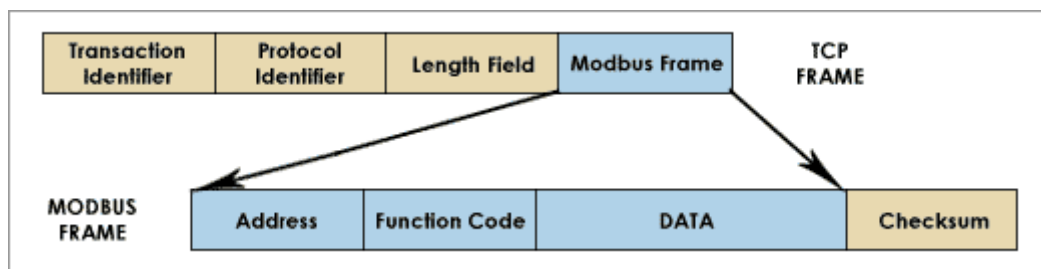 Transaction Identifier
Protocol Identifier
Length Field
Modbus Frame
TCP FRAME
MODBUS FRAME
Address
Function Code
DATA
Checksum